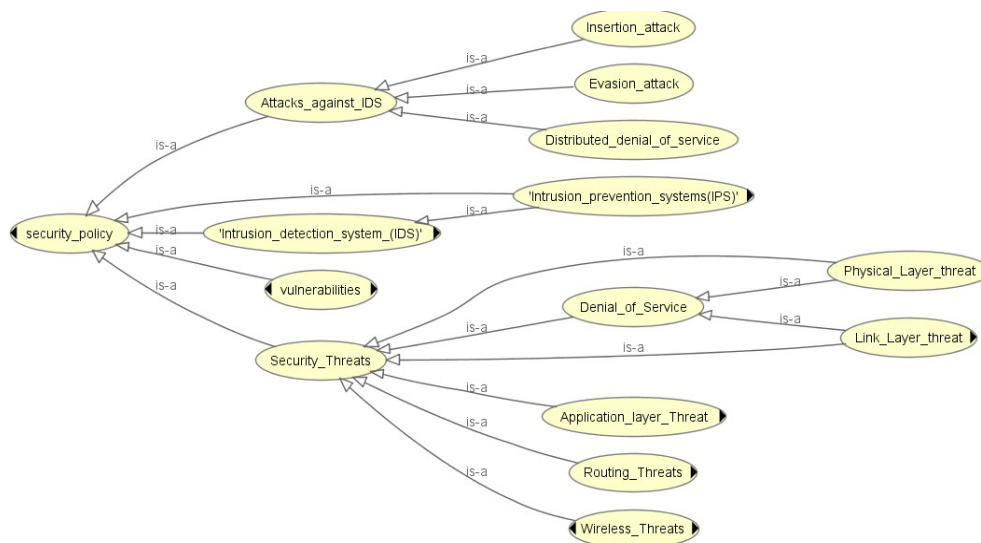 Insertion_attack
is-a
Evasion_attack
is-a
Attacks_against_IDS
is-a
Distributed_denial_of_service
is-a
is-a
'Intrusion_prevention_systems(IPS)'
is-a
security_policy
is-a
'Intrusion_detection_system_(IDS)'
is-a
vulnerabilities
is-a
Physical_Layer_threat
is-a
is-a
Denial_of_Service
is-a
is-a
Link_Layer_threat
is-a
Security_Threats
is-a
Application_layer_Threat
is-a
Routing_Threats
is-a
Wireless_Threats